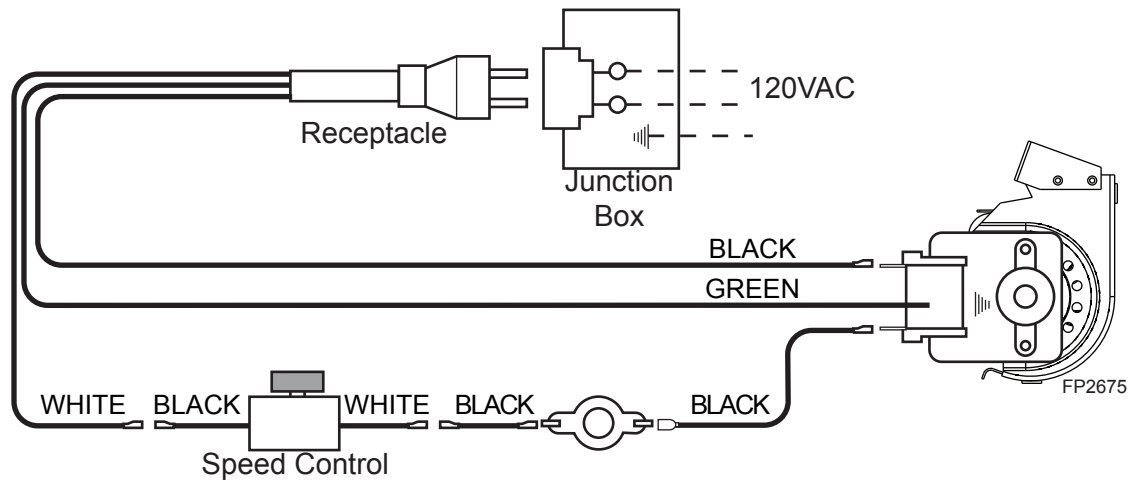 120VAC
Receptacle
Junction
Box
BLACK
GREEN
FP2675
WHITE BLACK WHITE BLACK BLACK
Speed Control